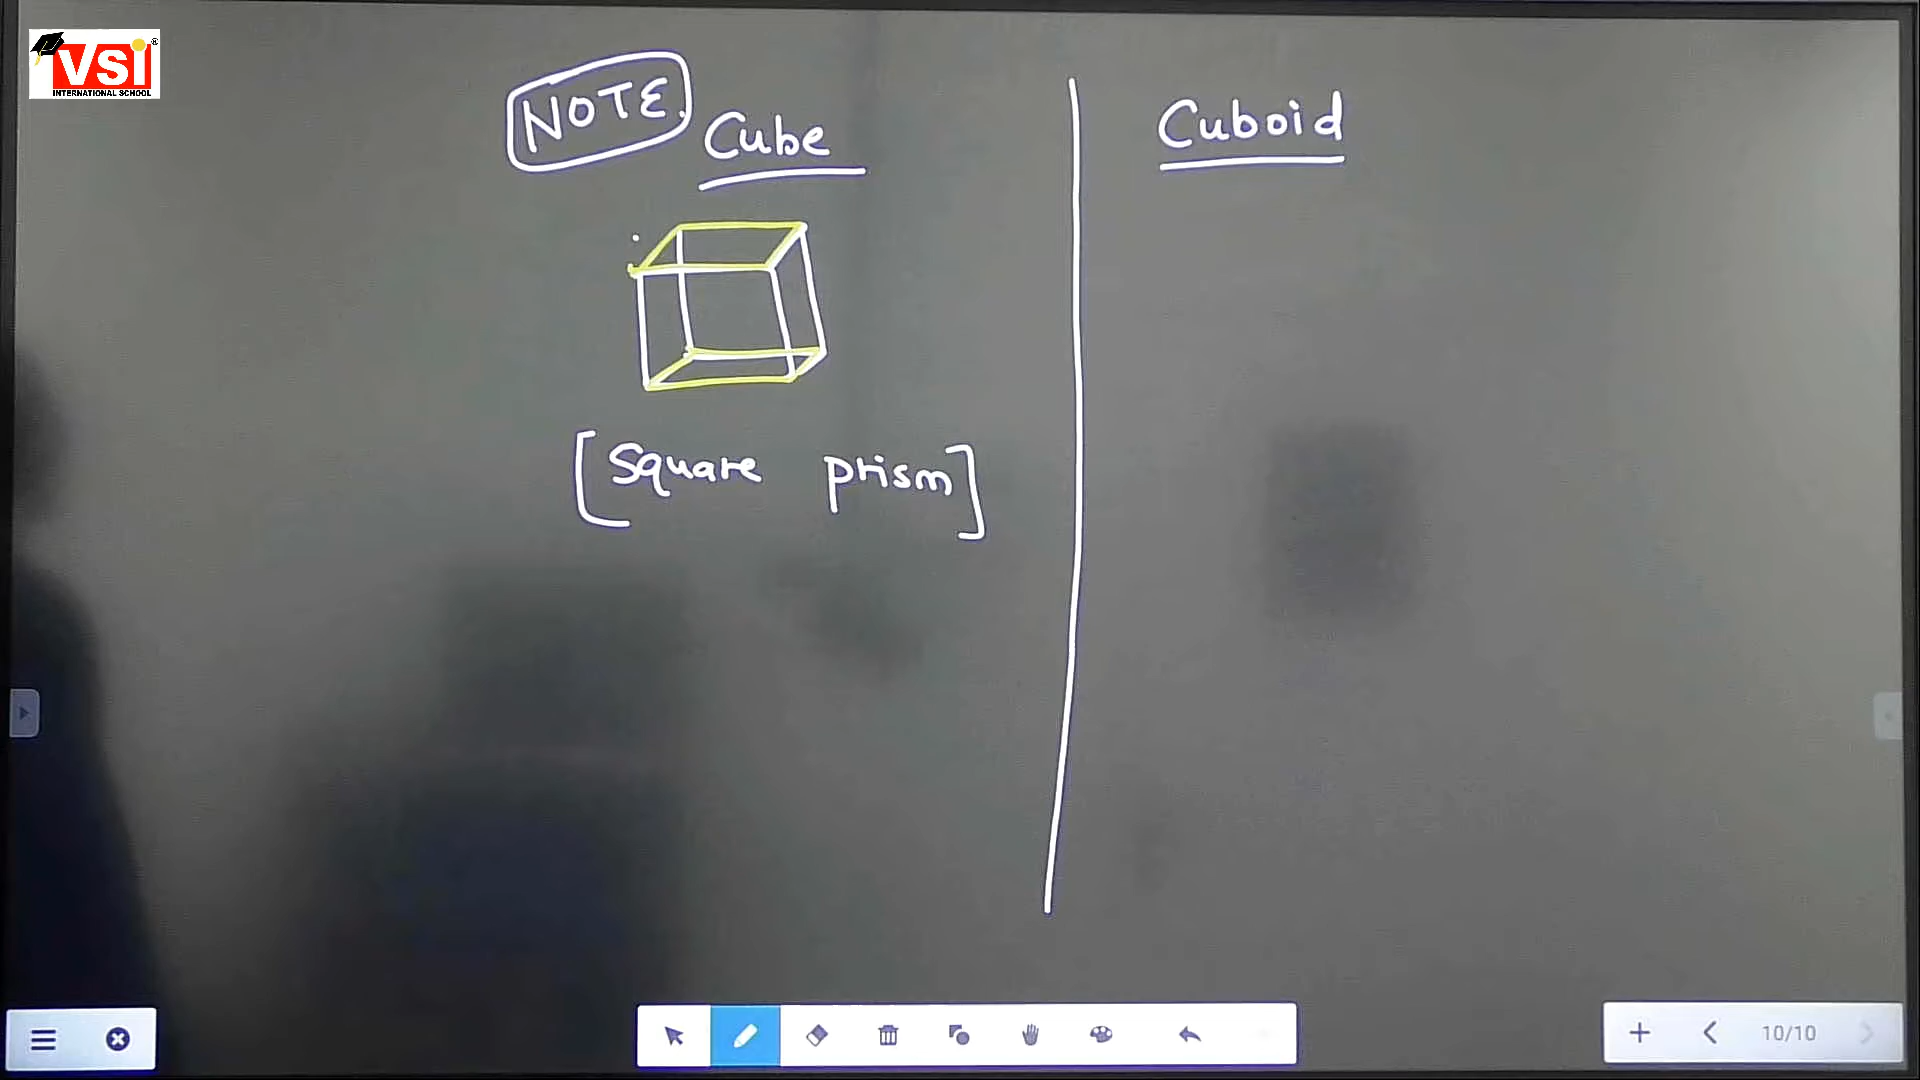 VSI
INTERNATIONAL SCHOOL
NOTE.
Cube
Cuboid
[Square prism]
10/10